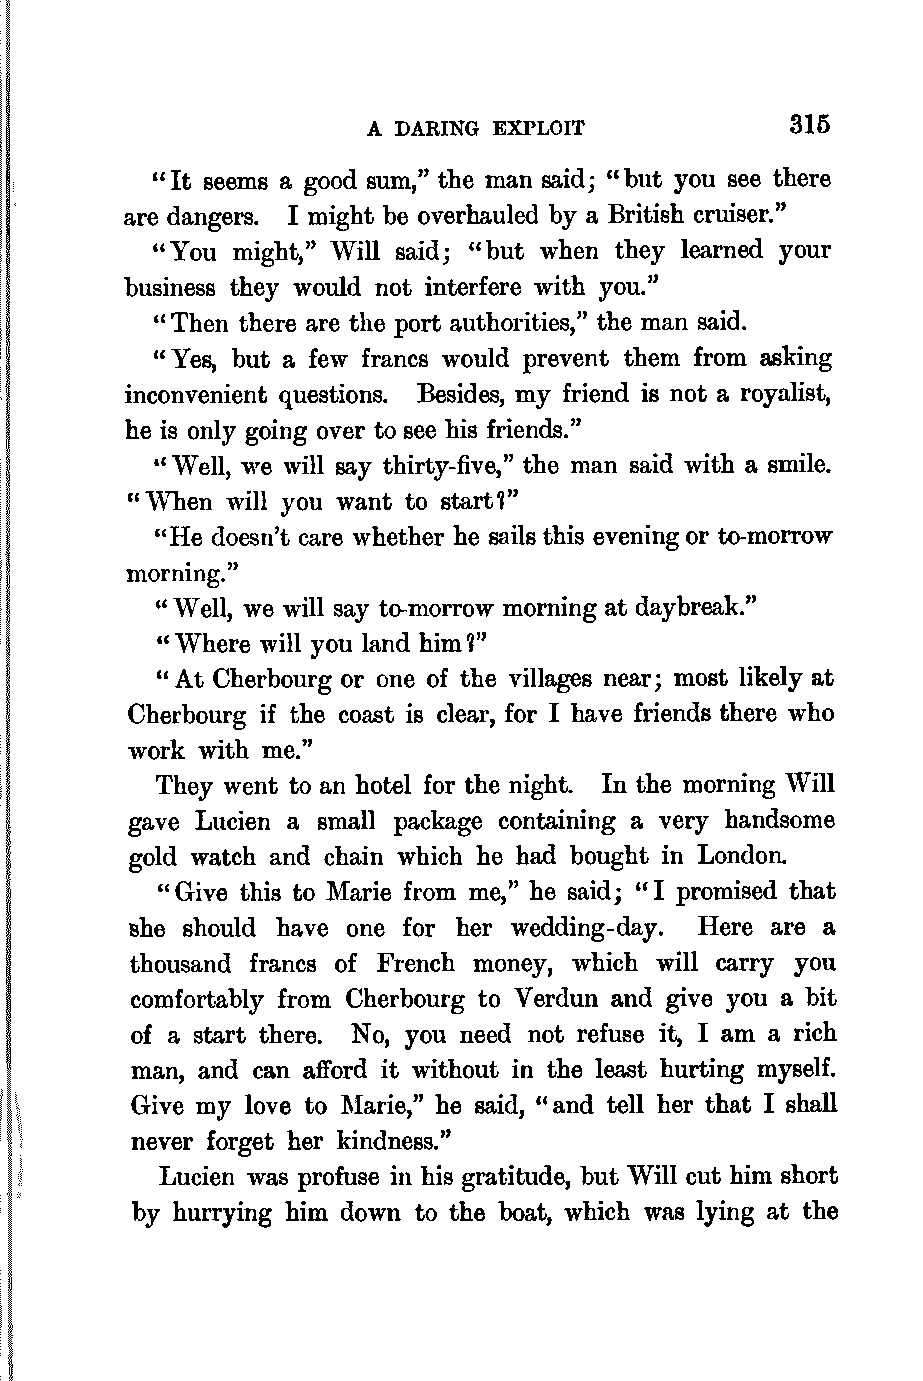 A DARING EXPLOIT 315
"It seems a good sum," the man said; "but you see there
are dangers. I might be overhauled by a British cruiser."
"You might," Will said; "but when they learned your
business they would not interfere with you."
"Then there are the port authorities," the man said.
"Yes, but a few francs would prevent them from asking
inconvenient questions. Besides, my friend is not a royalist,
he is only going over to see his friends."
"Well, we will say thirty-five," the man said with a smile.
"When will you want to start?"
"He doesn't care whether he sails this evening or to-morrow
morning."
"Well, we will say to-morrow morning at daybreak."
"Where will you land him?"
"At Cherbourg or one of the villages near; most likely at
Cherbourg if the coast is clear, for I have friends there who
work with me."
They went to an hotel for the night. In the morning Will
gave Lucien a small package containing a very handsome
gold watch and chain which he had bought in London.
"Give this to Marie from me," he said; "I promised that
she should have one for her wedding-day. Here are a
thousand francs of French money, which will carry you
comfortably from Cherbourg to Verdun and give you a bit
of a start there. No, you need not refuse it, I am a rich
man, and can afford it without in the least hurting myself.
Give my love to Marie," he said, "and tell her that I shall
never forget her kindness."
Lucien was profuse in his gratitude, but Will cut him short
by hurrying him down to the boat, which was lying at the